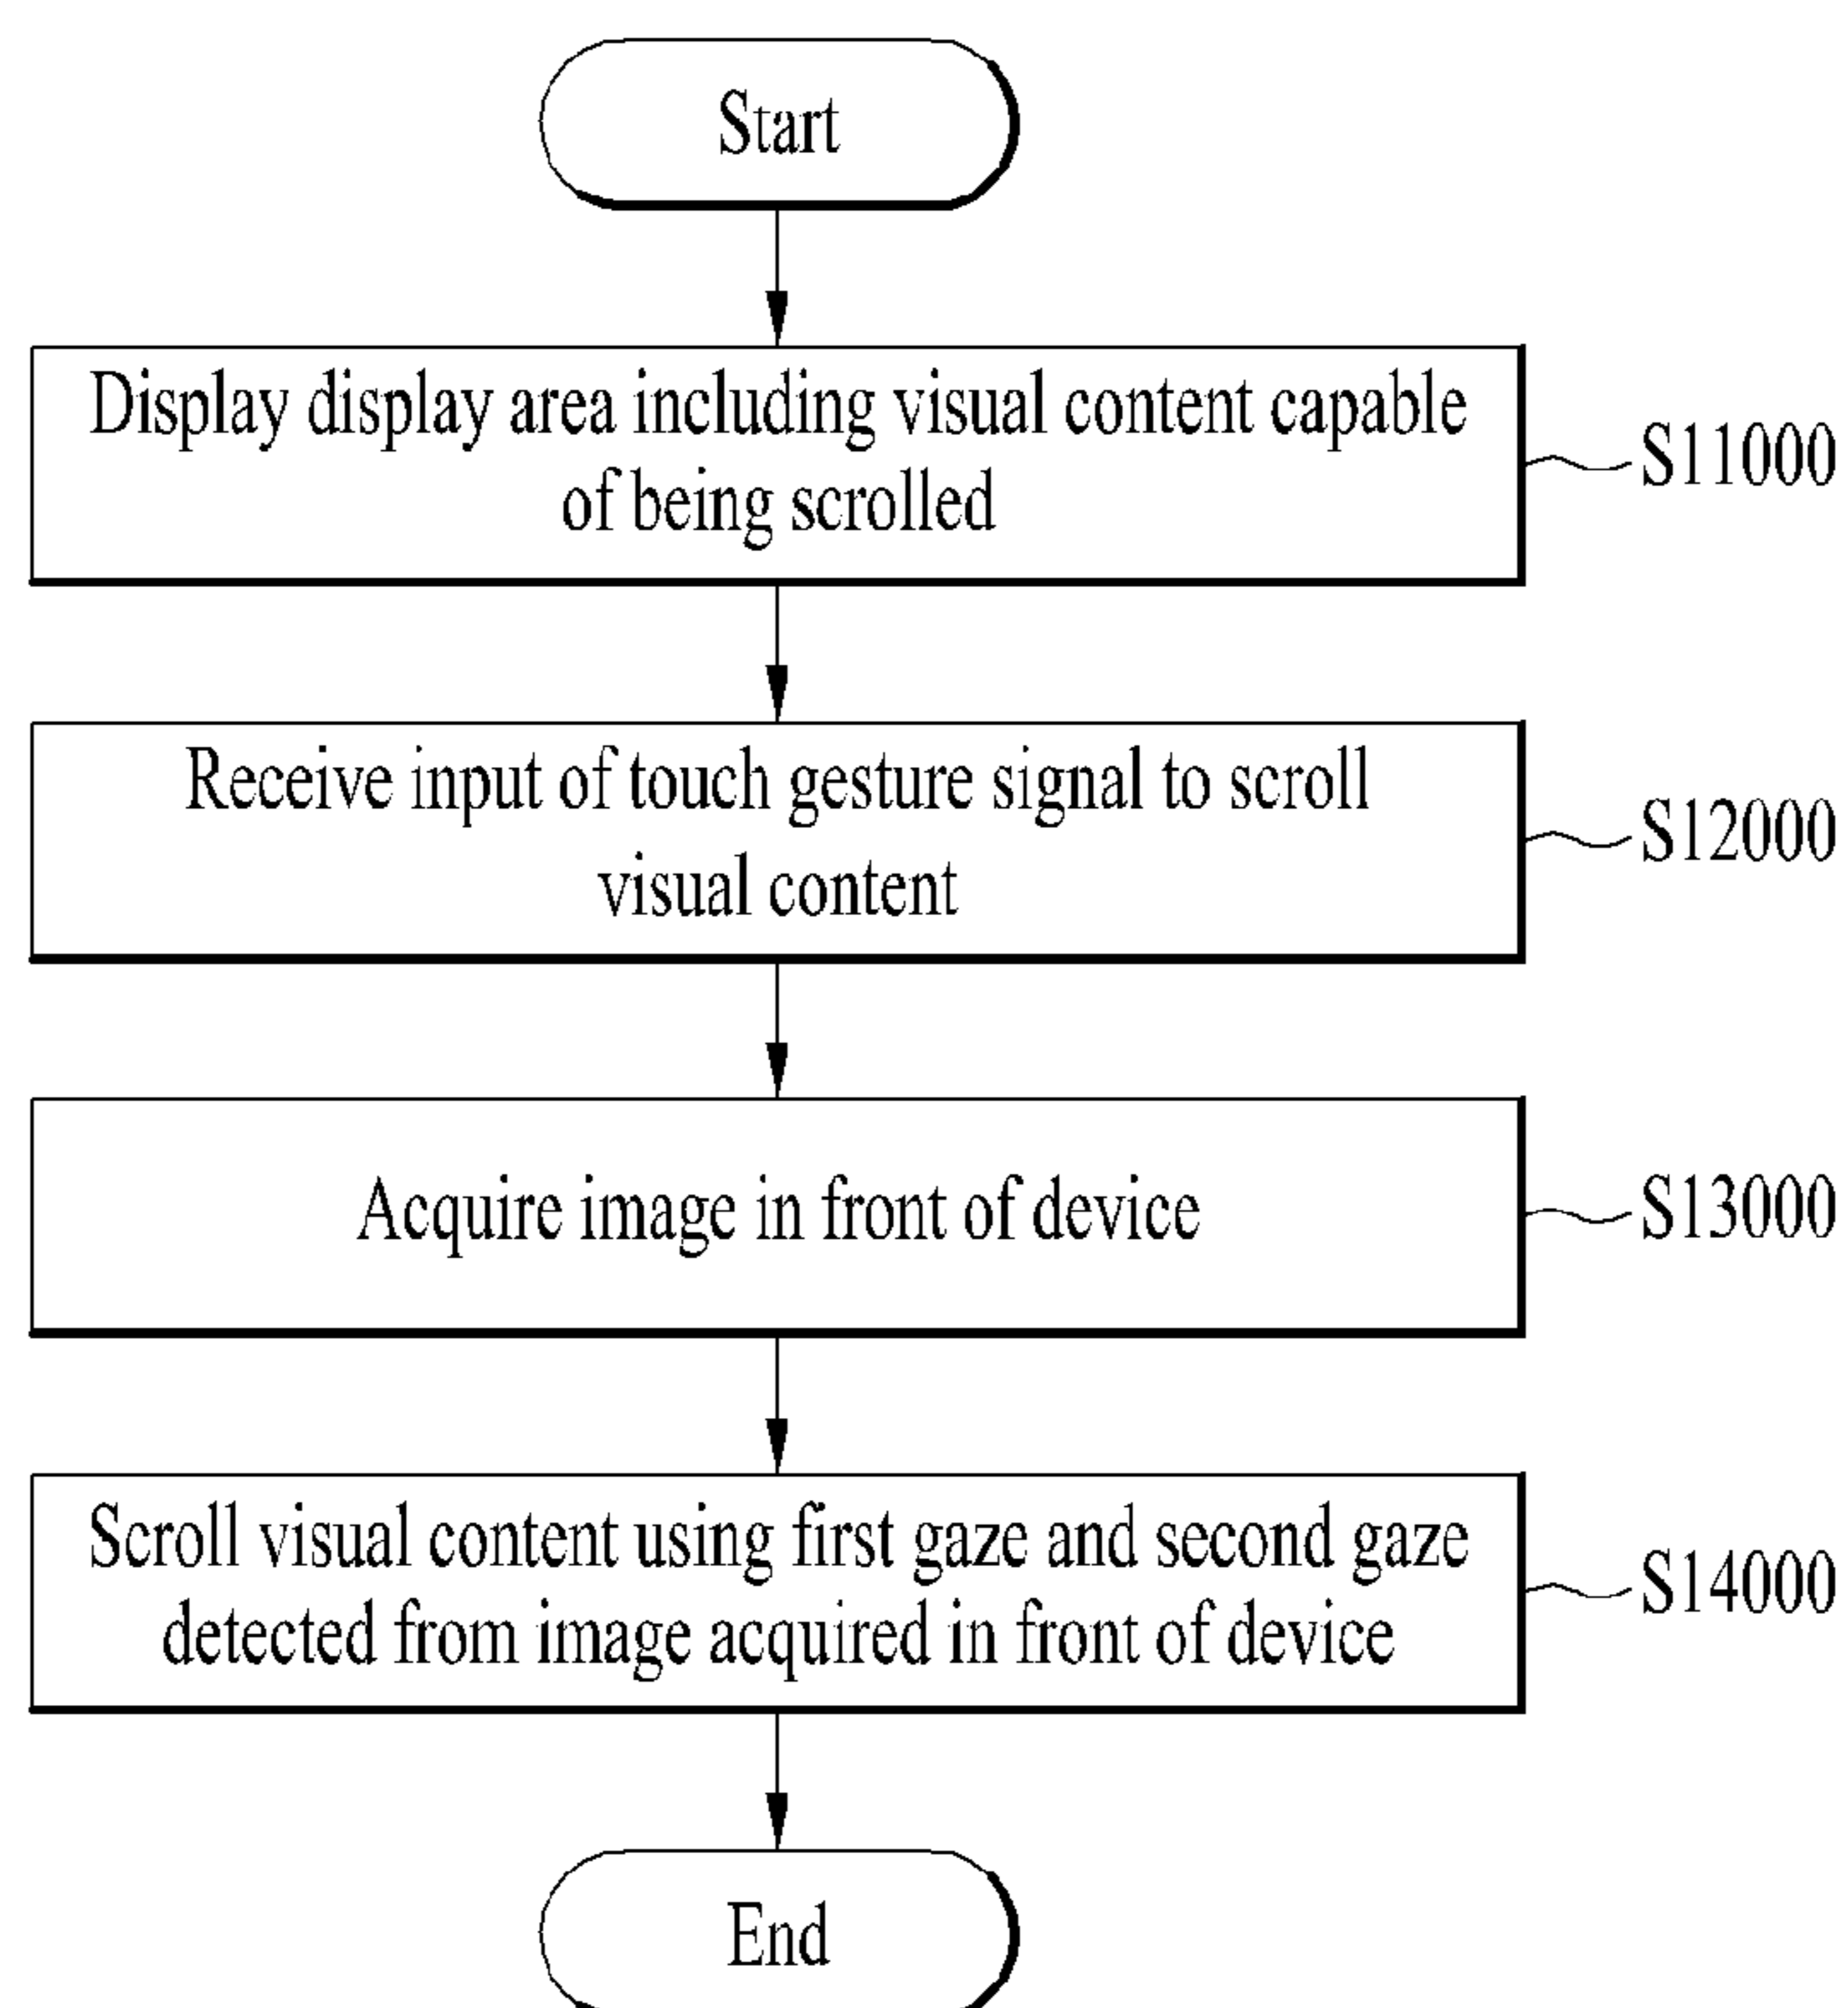 Start
Display display area including visual content capable
of being scrolled
S11000
Receive input of touch gesture signal to scroll
visual content
S12000
Acquire image in front of device
S13000
Scroll visual content using first gaze and second gaze
detected from image acquired in front of device
S14000
End